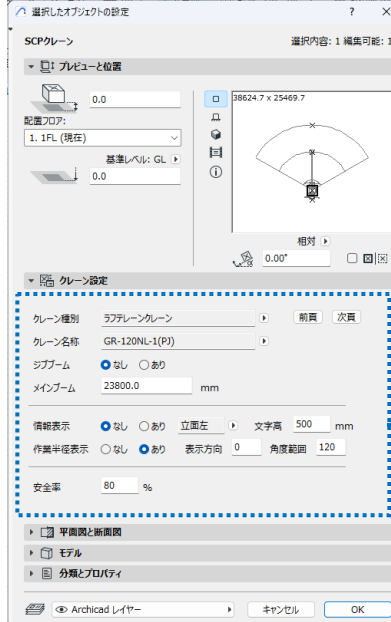 選択したオブジェクトの設定 ? ×
SCPクレーン 選択内容: 1 編集可能: 1
プレビューと位置
0.0
配置フロア:
1. 1FL (現在)
基準レベル: GL
0.0
38624.7 x 25469.7
相対
0.00°
クレーン設定
クレーン種別 ラフテレーンクレーン 前頁 次頁
クレーン名称 GR-120NL-1(PJ)
ジブブーム なし あり
メインブーム 23800.0 mm
情報表示 なし あり 立面左 文字高 500 mm
作業半径表示 なし あり 表示方向 0 角度範囲 120
安全率 80 %
平面図と断面図
モデル
分類とプロパティ
Archicad レイヤー キャンセル OK